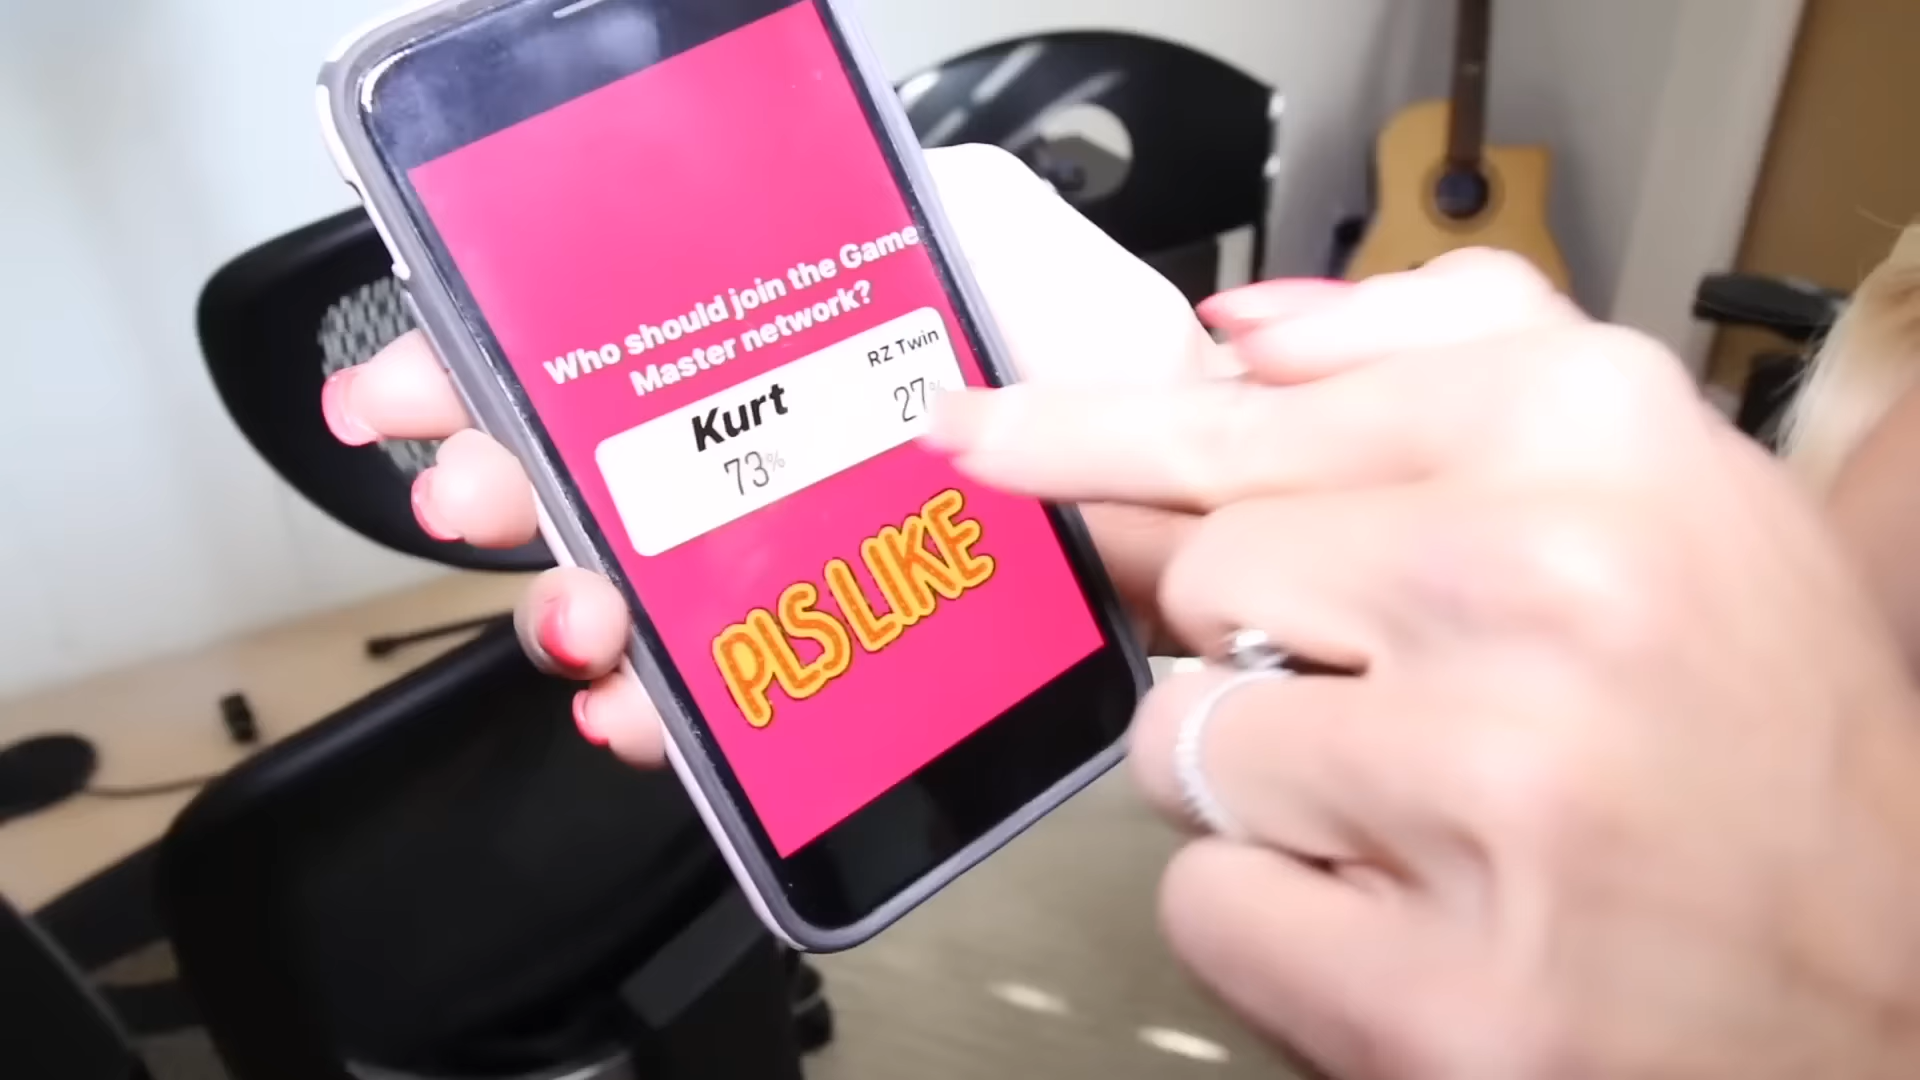 Who should join the Game
Master network?
Kurt
73%
RZ Twin
27%
PLS LIKE